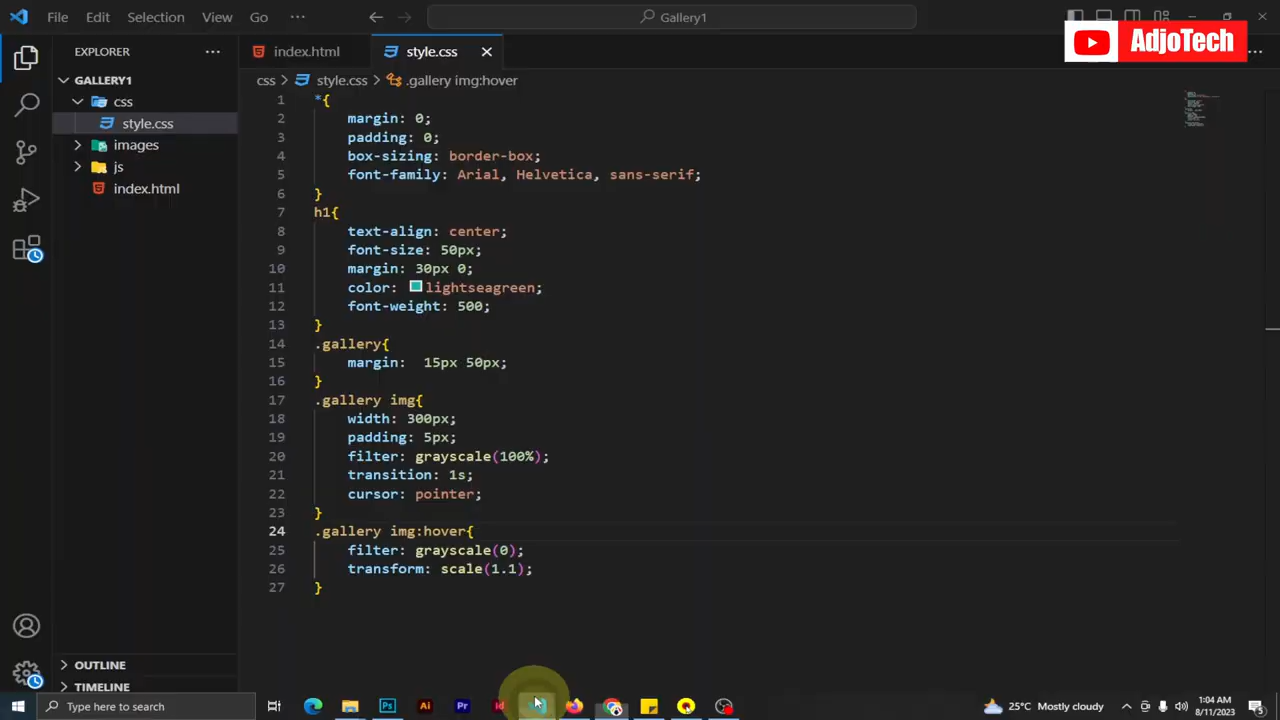 File Edit Selection View Go ··· Gallery1
AdjoTech
EXPLORER ···
GALLERY1
css
style.css
images
js
index.html
OUTLINE
TIMELINE
index.html style.css
css > style.css > .gallery img:hover
1 *{
2 margin: 0;
3 padding: 0;
4 box-sizing: border-box;
5 font-family: Arial, Helvetica, sans-serif;
6 }
7 h1{
8 text-align: center;
9 font-size: 50px;
10 margin: 30px 0;
11 color: lightseagreen;
12 font-weight: 500;
13 }
14 .gallery{
15 margin:  15px 50px;
16 }
17 .gallery img{
18 width: 300px;
19 padding: 5px;
20 filter: grayscale(100%);
21 transition: 1s;
22 cursor: pointer;
23 }
24 .gallery img:hover{
25 filter: grayscale(0);
26 transform: scale(1.1);
27 }
Type here to search
Ps Ai Pr
25°C Mostly cloudy
1:04 AM
8/11/2023